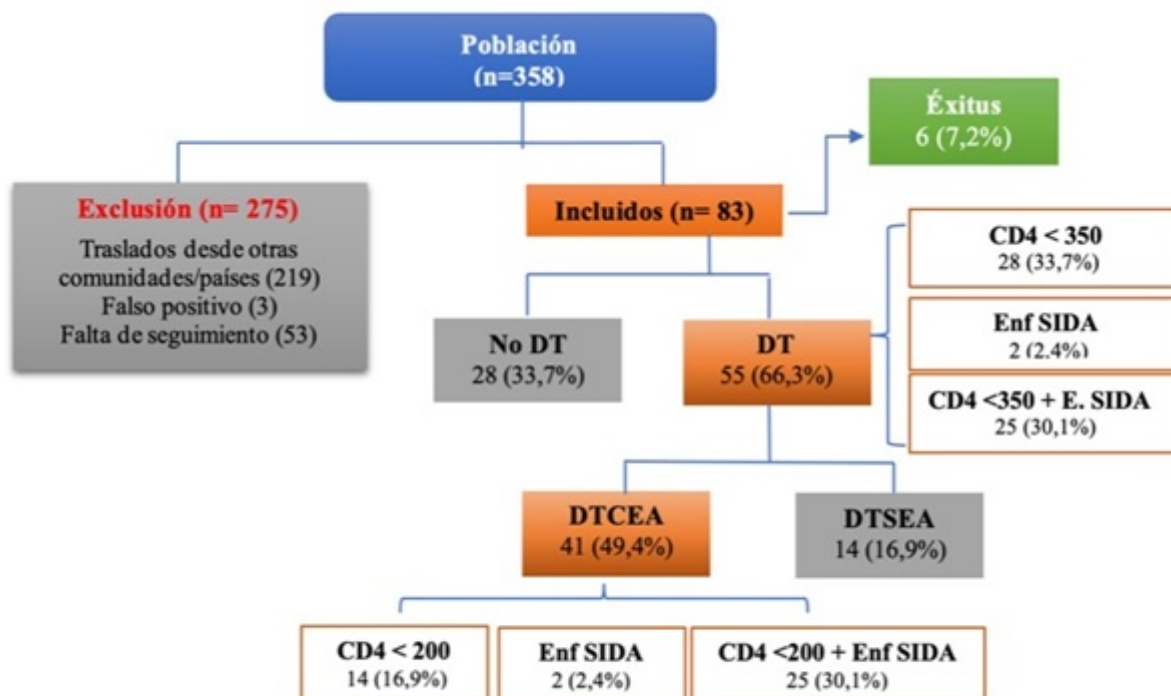 Población
(n=358)
Éxitus
6 (7,2%)
Exclusión (n= 275)
Traslados desde otras
comunidades/países (219)
Falso positivo (3)
Falta de seguimiento (53)
Incluidos (n= 83)
CD4 < 350
28 (33,7%)
No DT
28 (33,7%)
DT
55 (66,3%)
Enf SIDA
2 (2,4%)
CD4 <350 + E. SIDA
25 (30,1%)
DTCEA
41 (49,4%)
DTSEA
14 (16,9%)
CD4 < 200
14 (16,9%)
Enf SIDA
2 (2,4%)
CD4 <200 + Enf SIDA
25 (30,1%)